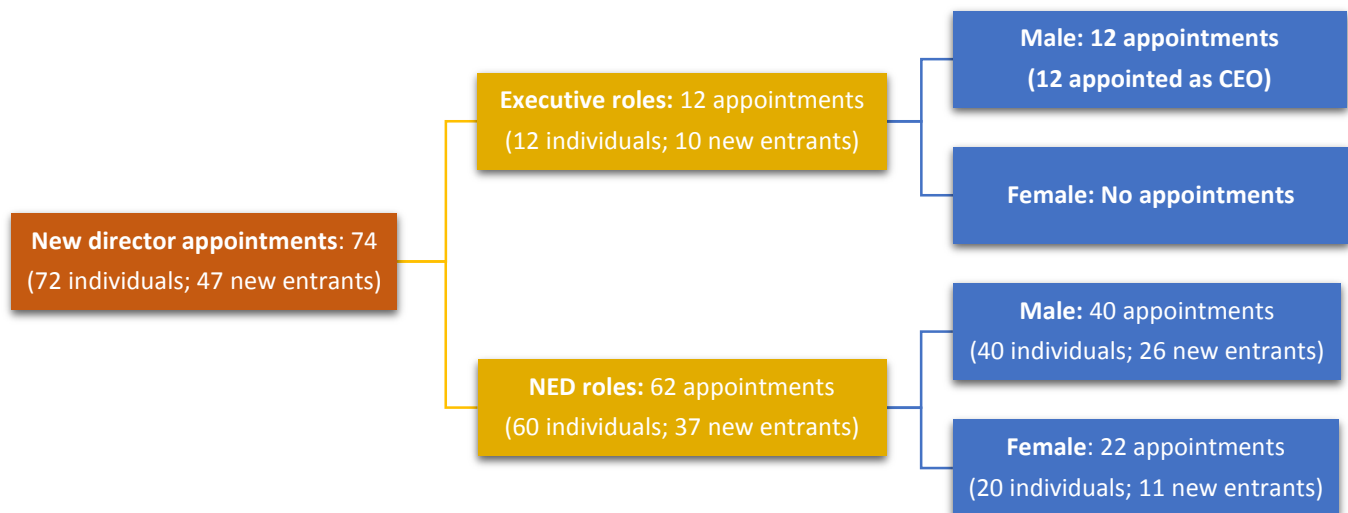 New director appointments: 74
(72 individuals; 47 new entrants)
Executive roles: 12 appointments
(12 individuals; 10 new entrants)
Male: 12 appointments
(12 appointed as CEO)
Female: No appointments
NED roles: 62 appointments
(60 individuals; 37 new entrants)
Male: 40 appointments
(40 individuals; 26 new entrants)
Female: 22 appointments
(20 individuals; 11 new entrants)